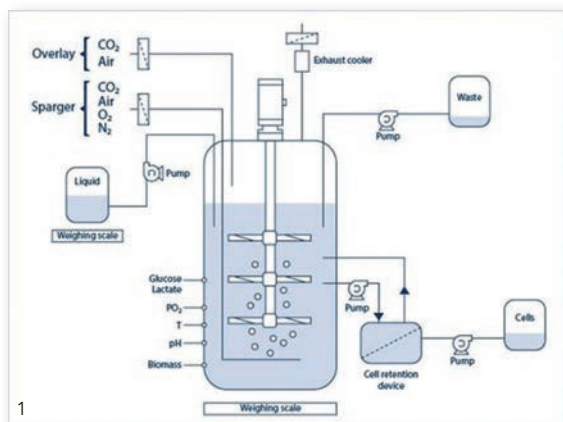 Overlay
CO₂
Air
Sparger
CO₂
Air
O₂
N₂
Exhaust cooler
Waste
Pump
Liquid
Pump
Weighing scale
Glucose
Lactate
PO₂
T
pH
Biomass
Pump
Cell retention
device
Pump
Cells
Weighing scale
1